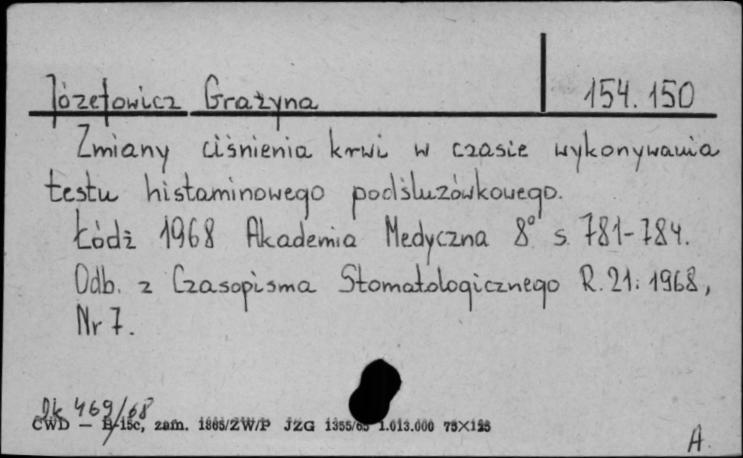 Józefowicz Grażyna 154.150
Zmiany ciśnienia krwi w czasie wykonywania
testu histaminowego podśluzówkowego.
Łódź 1968 Akademia Medyczna 8° s. 781-784.
Odb. z Czasopisma Stomatologicznego R. 21: 1968,
Nr 7.
Dk 469/68
CWD — B/15c, zam. 1865/ZW/P JZG 1355/65 1.013.000 75×125
A.